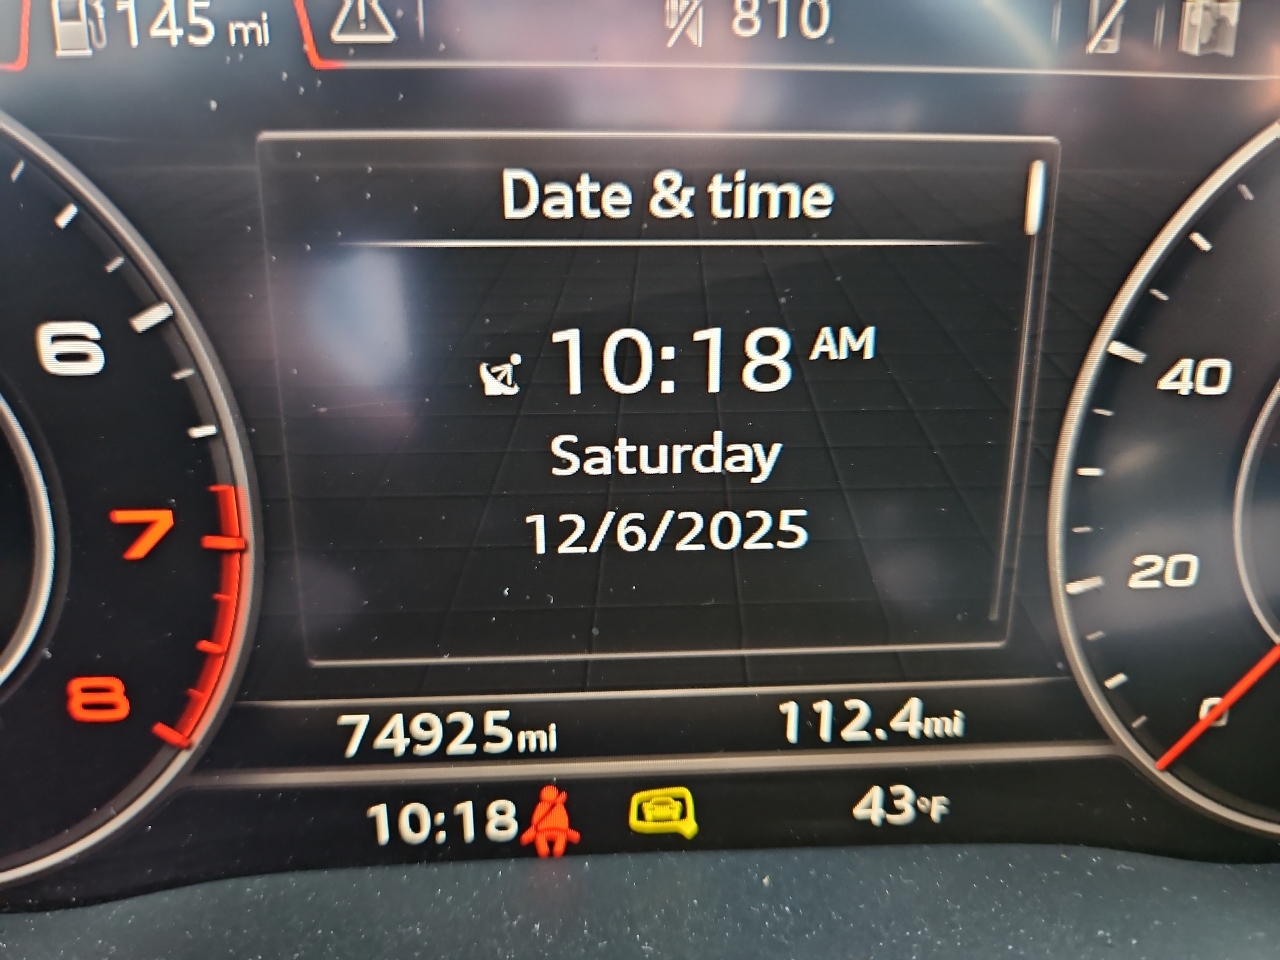 145 mi
810
Date & time
10:18 AM
Saturday
12/6/2025
6
7
8
40
20
0
74925mi
112.4mi
10:18
43°F